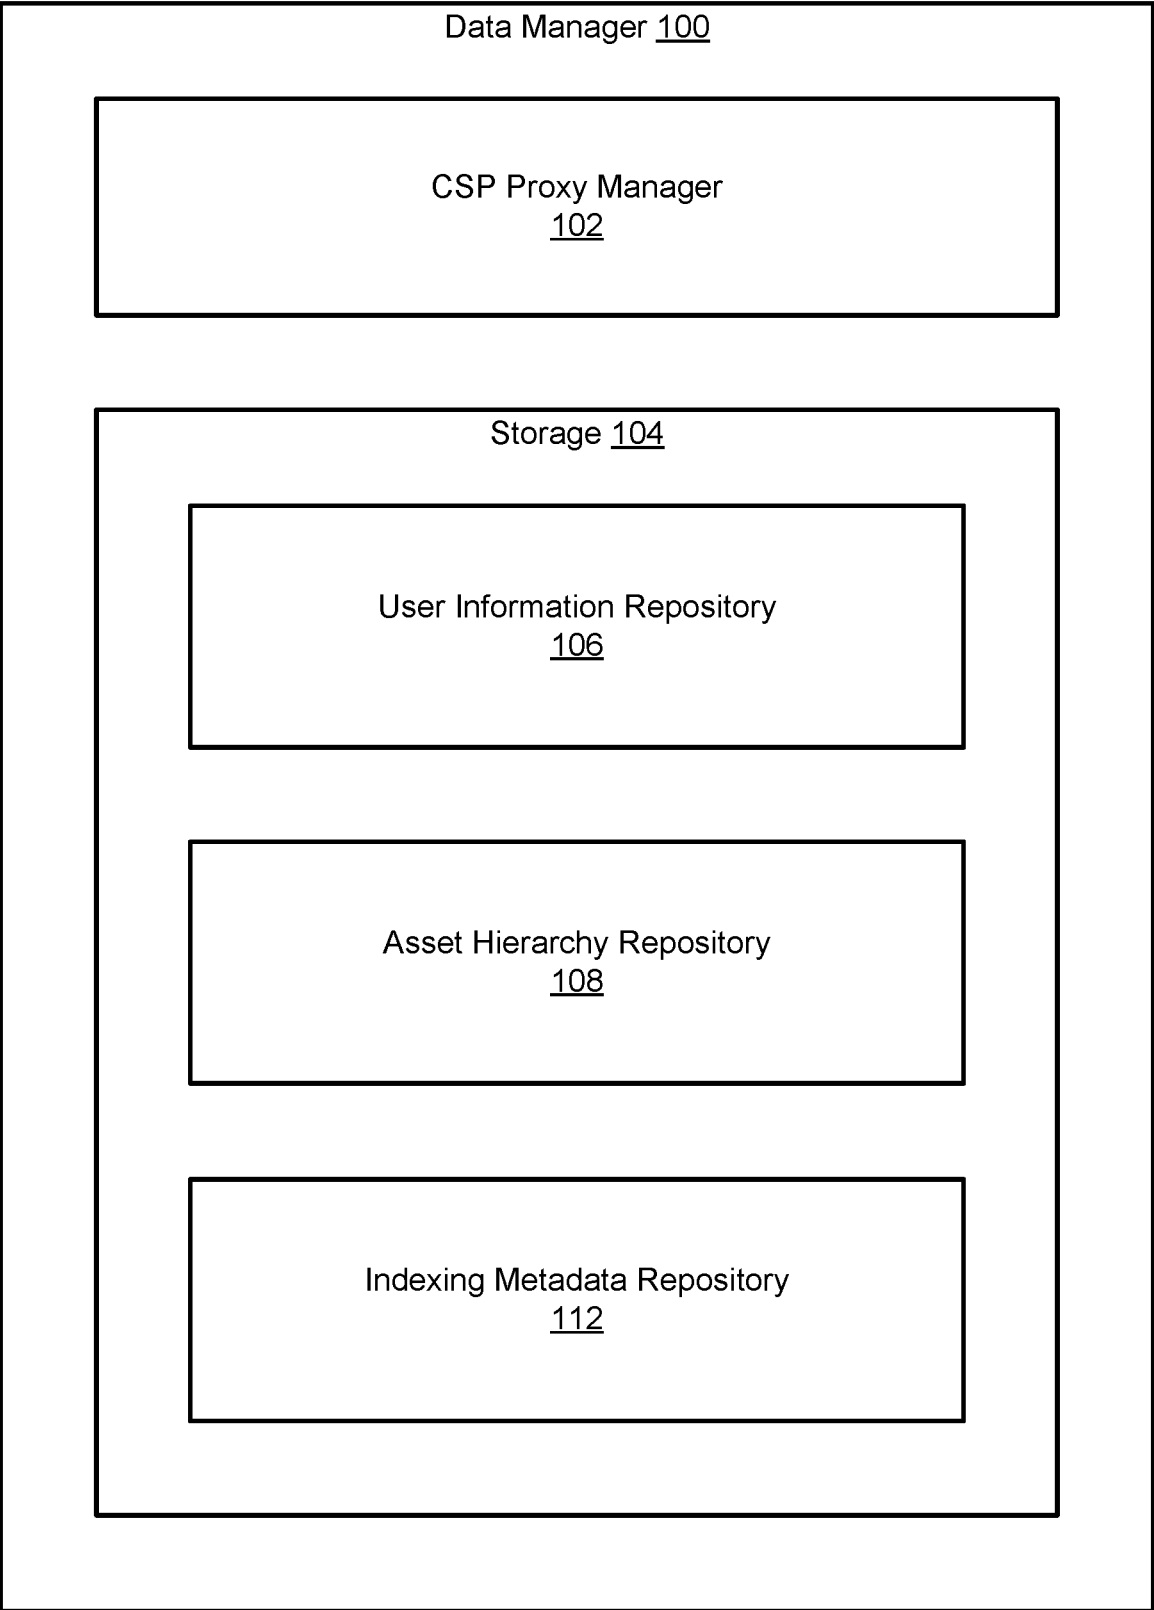 Data Manager 100
CSP Proxy Manager
102
Storage 104
User Information Repository
106
Asset Hierarchy Repository
108
Indexing Metadata Repository
112